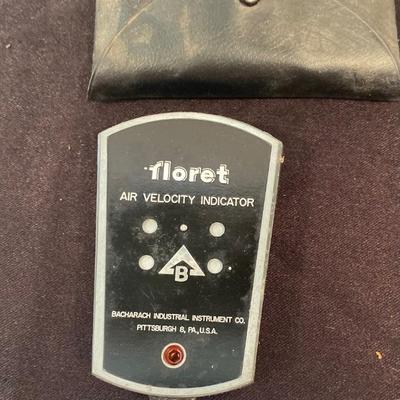 floret
AIR VELOCITY INDICATOR
B
BACHARACH INDUSTRIAL INSTRUMENT CO.
PITTSBURGH 8, PA., U.S.A.